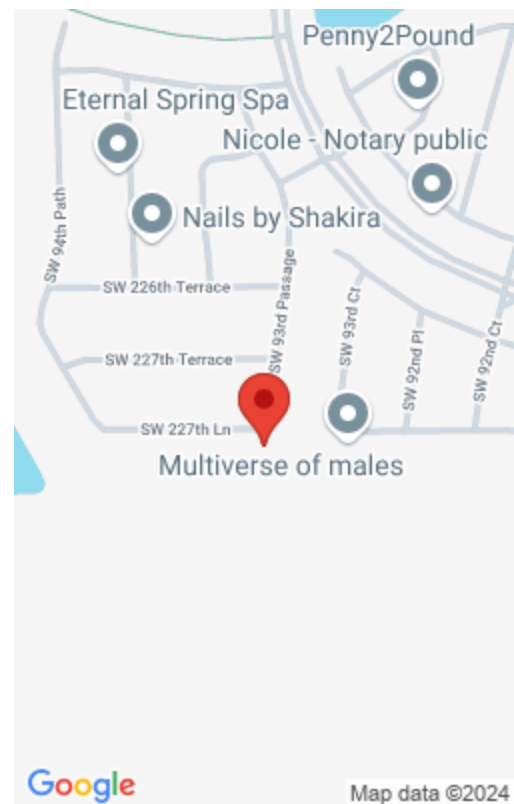 Penny2Pound
Eternal Spring Spa
Nicole - Notary public
SW 94th Path
Nails by Shakira
SW 226th Terrace
SW 93rd Passage
SW 93rd Ct
SW 92nd Pl
SW 92nd Ct
SW 227th Terrace
SW 227th Ln
Multiverse of males
Google
Map data ©2024